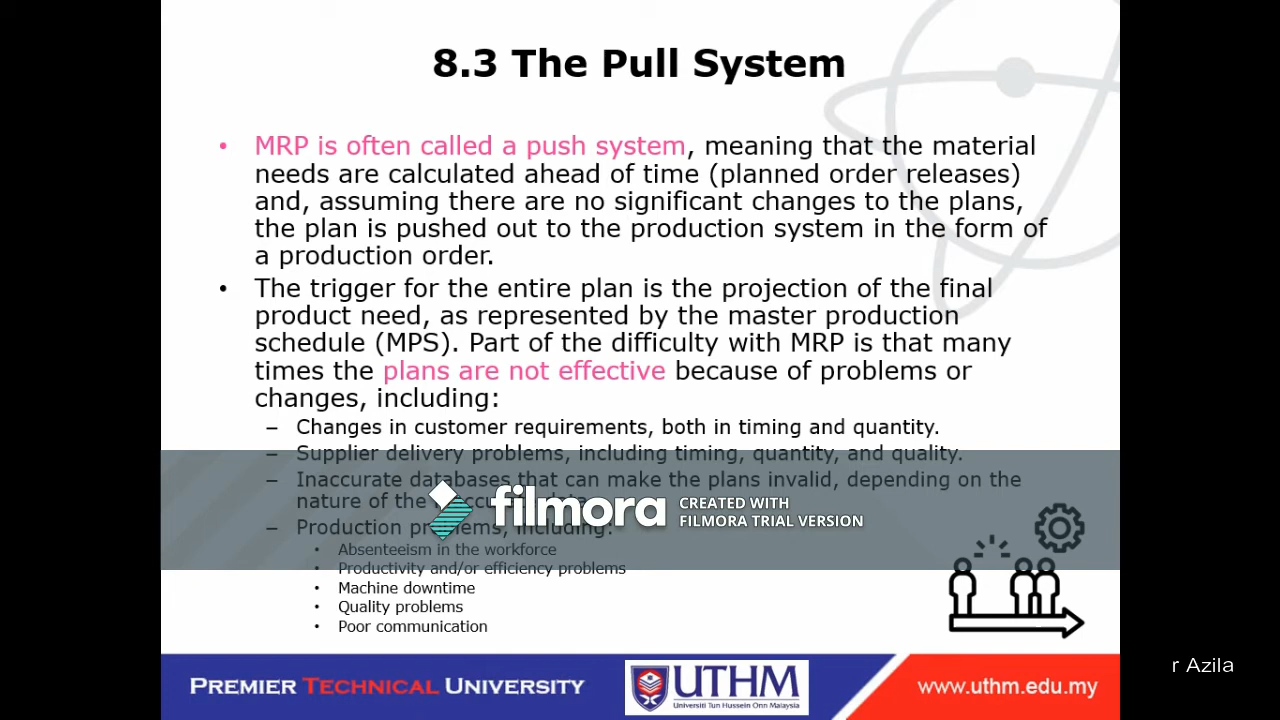 8.3 The Pull System
• MRP is often called a push system, meaning that the material
needs are calculated ahead of time (planned order releases)
and, assuming there are no significant changes to the plans,
the plan is pushed out to the production system in the form of
a production order.
• The trigger for the entire plan is the projection of the final
product need, as represented by the master production
schedule (MPS). Part of the difficulty with MRP is that many
times the plans are not effective because of problems or
changes, including:
– Changes in customer requirements, both in timing and quantity.
– Supplier delivery problems, including timing, quantity, and quality.
– Inaccurate databases that can make the plans invalid, depending on the
nature of the
– Production including:
• Absenteeism in the workforce
• Productivity and/or efficiency problems
• Machine downtime
• Quality problems
• Poor communication
filmora
CREATED WITH
FILMORA TRIAL VERSION
PREMIER TECHNICAL UNIVERSITY
UTHM
Universiti Tun Hussein Onn Malaysia
www.uthm.edu.my
r Azila